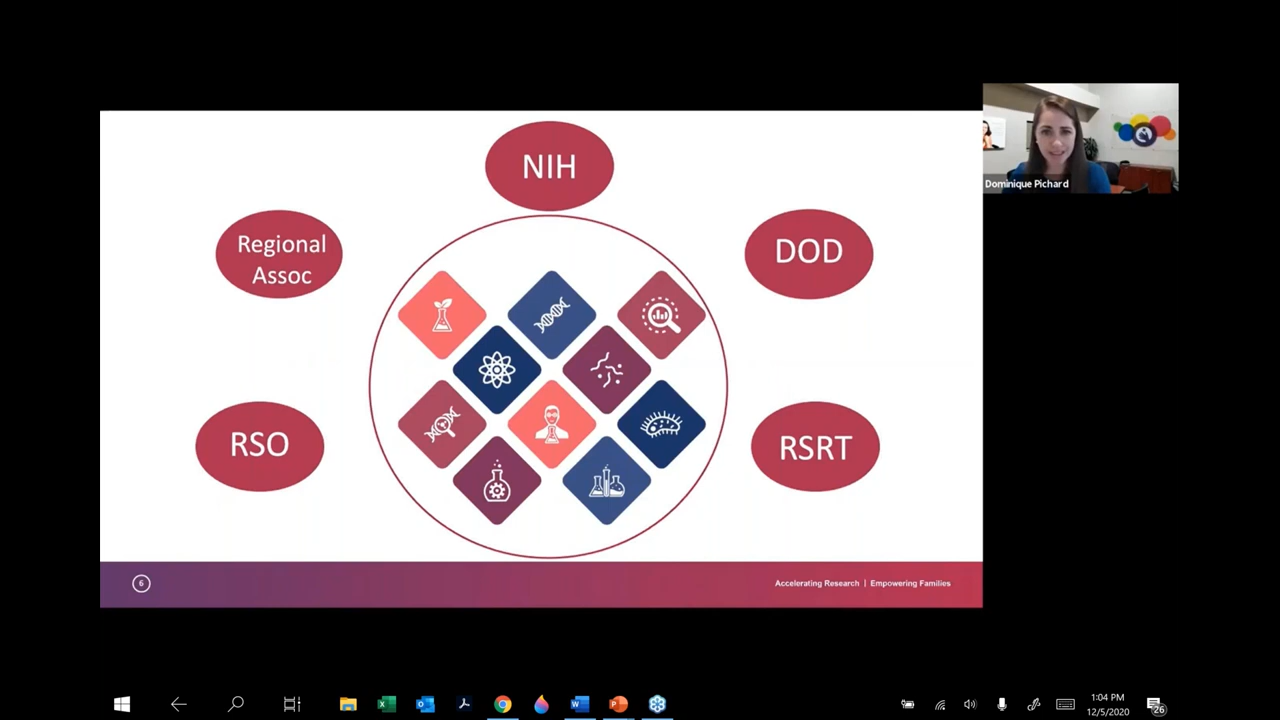 NIH
Regional
Assoc
DOD
RSO
RSRT
6
Accelerating Research | Empowering Families
Dominique Pichard
1:04 PM
12/5/2020
26